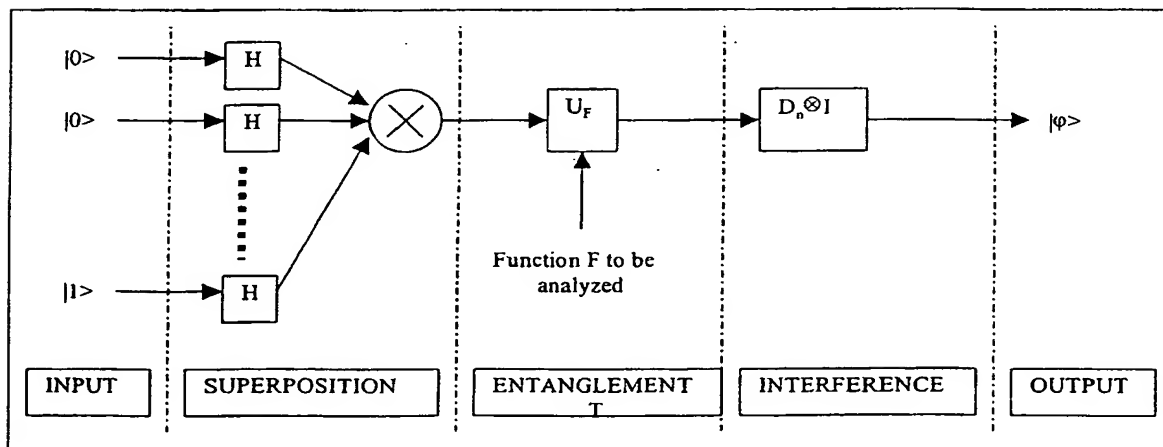 |0>
H
|0>
H
U_F
D_n⊗I
|φ>
Function F to be
analyzed
|1>
H
INPUT
SUPERPOSITION
ENTANGLEMENT
T
INTERFERENCE
OUTPUT